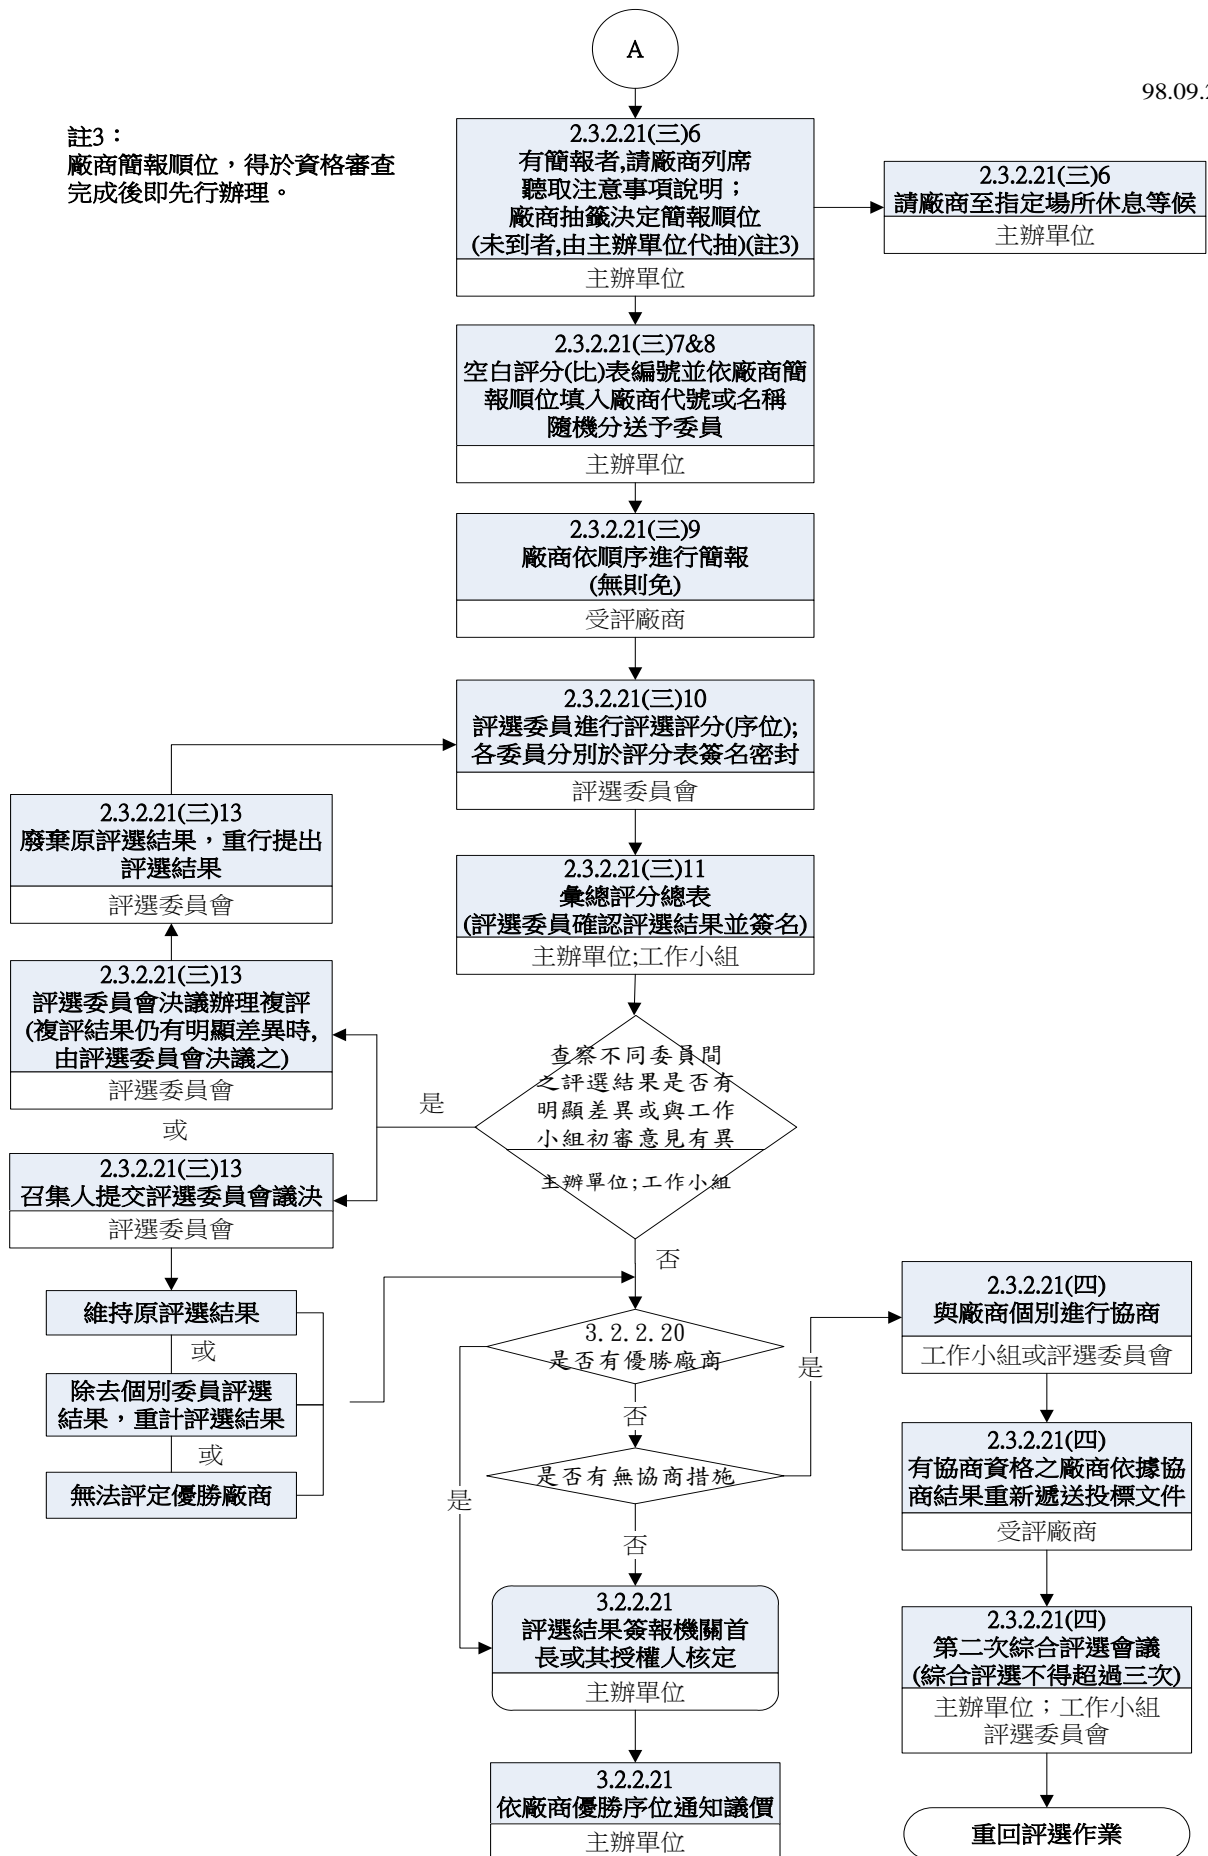 A
98.09.2
註3：
廠商簡報順位，得於資格審查
完成後即先行辦理。
2.3.2.21(三)6
有簡報者,請廠商列席
聽取注意事項說明；
廠商抽籤決定簡報順位
(未到者,由主辦單位代抽)(註3)
主辦單位
2.3.2.21(三)6
請廠商至指定場所休息等候
主辦單位
2.3.2.21(三)7&8
空白評分(比)表編號並依廠商簡
報順位填入廠商代號或名稱
隨機分送予委員
主辦單位
2.3.2.21(三)9
廠商依順序進行簡報
(無則免)
受評廠商
2.3.2.21(三)10
評選委員進行評選評分(序位);
各委員分別於評分表簽名密封
評選委員會
2.3.2.21(三)13
廢棄原評選結果，重行提出
評選結果
評選委員會
2.3.2.21(三)11
彙總評分總表
(評選委員確認評選結果並簽名)
主辦單位;工作小組
2.3.2.21(三)13
評選委員會決議辦理複評
(複評結果仍有明顯差異時,
由評選委員會決議之)
評選委員會
或
是
查察不同委員間
之評選結果是否有
明顯差異或與工作
小組初審意見有異
主辦單位;工作小組
2.3.2.21(三)13
召集人提交評選委員會議決
評選委員會
否
維持原評選結果
或
除去個別委員評選
結果，重計評選結果
或
無法評定優勝廠商
3.2.2.20
是否有優勝廠商
否
是
是否有無協商措施
是
否
2.3.2.21(四)
與廠商個別進行協商
工作小組或評選委員會
2.3.2.21(四)
有協商資格之廠商依據協
商結果重新遞送投標文件
受評廠商
3.2.2.21
評選結果簽報機關首
長或其授權人核定
主辦單位
2.3.2.21(四)
第二次綜合評選會議
(綜合評選不得超過三次)
主辦單位；工作小組
評選委員會
3.2.2.21
依廠商優勝序位通知議價
主辦單位
重回評選作業